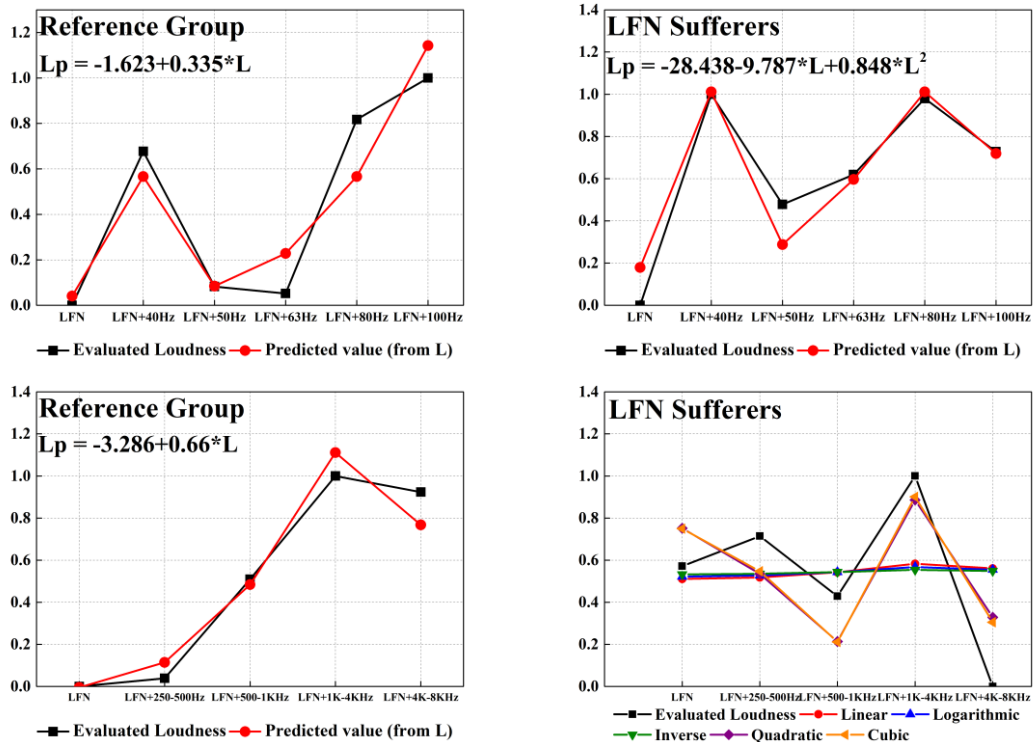 Reference Group
Lp = -1.623+0.335*L
1.2
1.0
0.8
0.6
0.4
0.2
0.0
LFN LFN+40Hz LFN+50Hz LFN+63Hz LFN+80Hz LFN+100Hz
Evaluated Loudness Predicted value (from L)
LFN Sufferers
Lp = -28.438-9.787*L+0.848*L²
1.4
1.2
1.0
0.8
0.6
0.4
0.2
0.0
LFN LFN+40Hz LFN+50Hz LFN+63Hz LFN+80Hz LFN+100Hz
Evaluated Loudness Predicted value (from L)
Reference Group
Lp = -3.286+0.66*L
1.4
1.2
1.0
0.8
0.6
0.4
0.2
0.0
LFN LFN+250-500Hz LFN+500-1KHz LFN+1K-4KHz LFN+4K-8KHz
Evaluated Loudness Predicted value (from L)
LFN Sufferers
1.4
1.2
1.0
0.8
0.6
0.4
0.2
0.0
LFN LFN+250-500Hz LFN+500-1KHz LFN+1K-4KHz LFN+4K-8KHz
Evaluated Loudness Linear Logarithmic
Inverse Quadratic Cubic